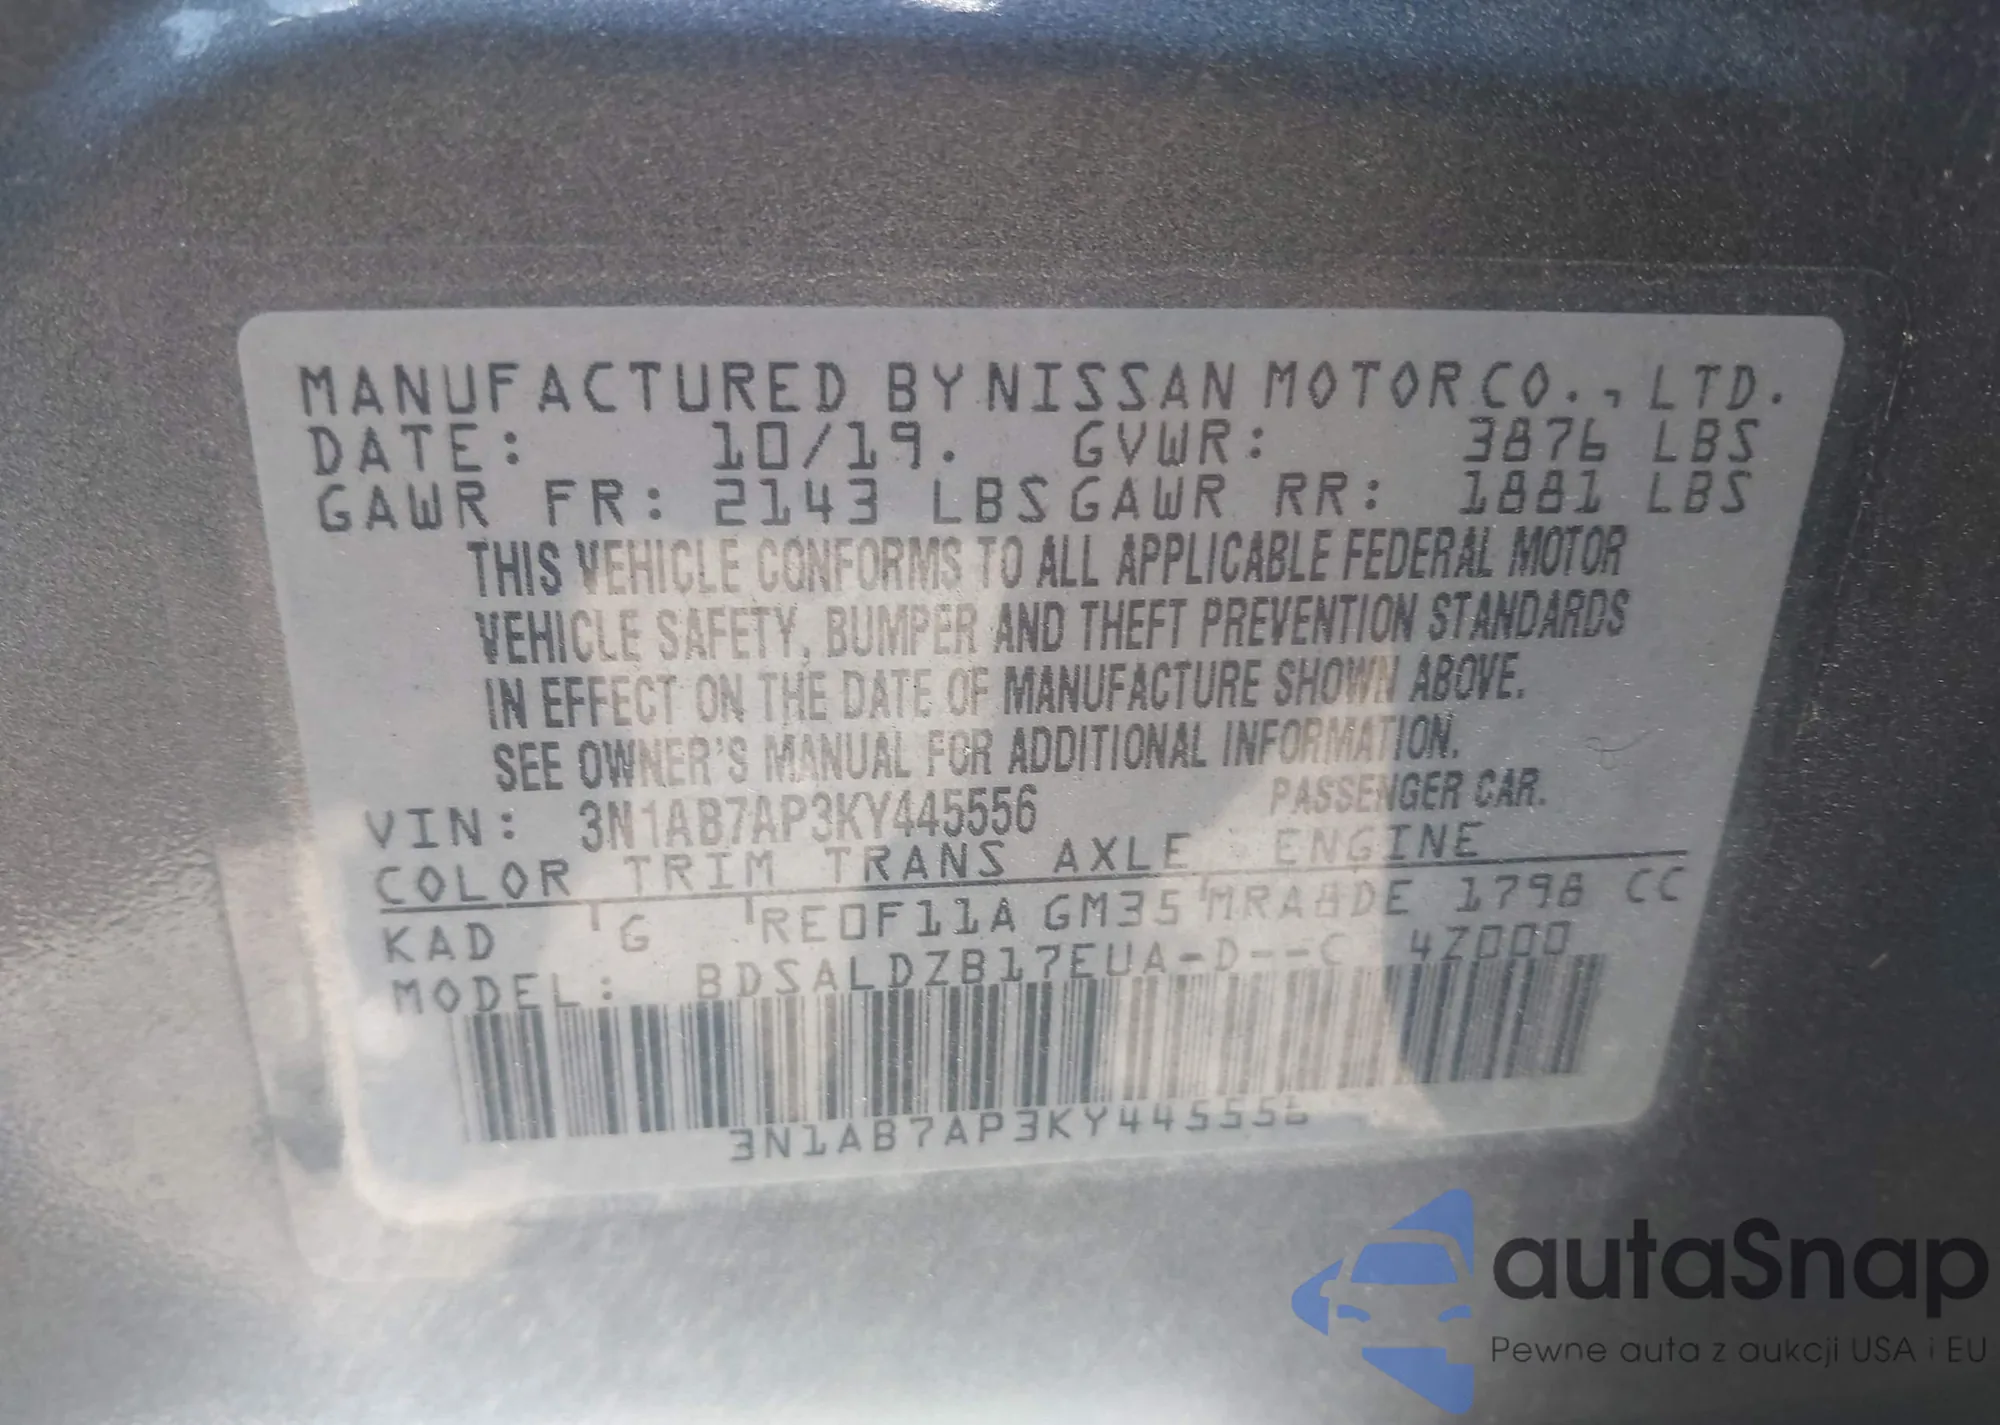 MANUFACTURED BY NISSAN MOTOR CO., LTD.
DATE: 10/19. GVWR: 3876 LBS
GAWR FR: 2143 LBS GAWR RR: 1881 LBS
THIS VEHICLE CONFORMS TO ALL APPLICABLE FEDERAL MOTOR
VEHICLE SAFETY, BUMPER AND THEFT PREVENTION STANDARDS
IN EFFECT ON THE DATE OF MANUFACTURE SHOWN ABOVE.
SEE OWNER'S MANUAL FOR ADDITIONAL INFORMATION.
VIN: 3N1AB7AP3KY445556 PASSENGER CAR.
COLOR TRIM TRANS AXLE ENGINE
KAD G RE0F11A GM35 MRA8DE 1798 CC
MODEL: BDSALDZB17EUA-D--C 4Z000
3N1AB7AP3KY445556
autaSnap
Pewne auta z aukcji USA i EU